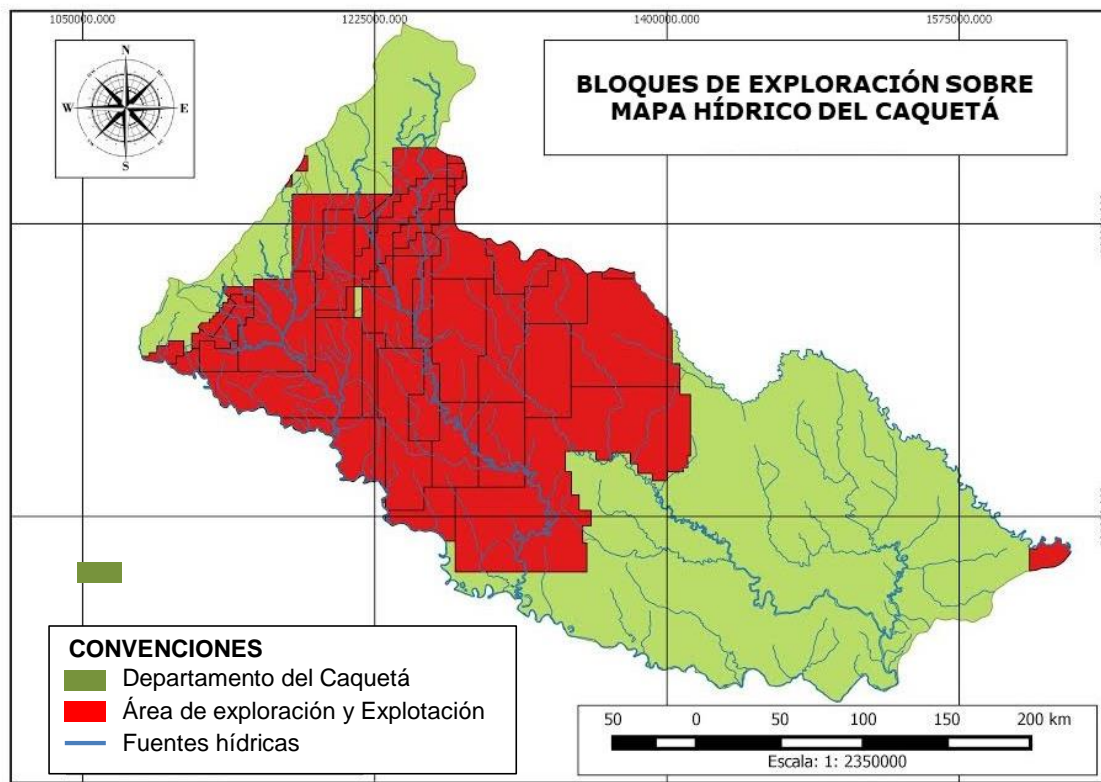 1050000.000 1225000.000 1400000.000 1575000.000
N
W E
S
BLOQUES DE EXPLORACIÓN SOBRE
MAPA HÍDRICO DEL CAQUETÁ
CONVENCIONES
Departamento del Caquetá
Área de exploración y Explotación
Fuentes hídricas
50 0 50 100 150 200 km
Escala: 1: 2350000